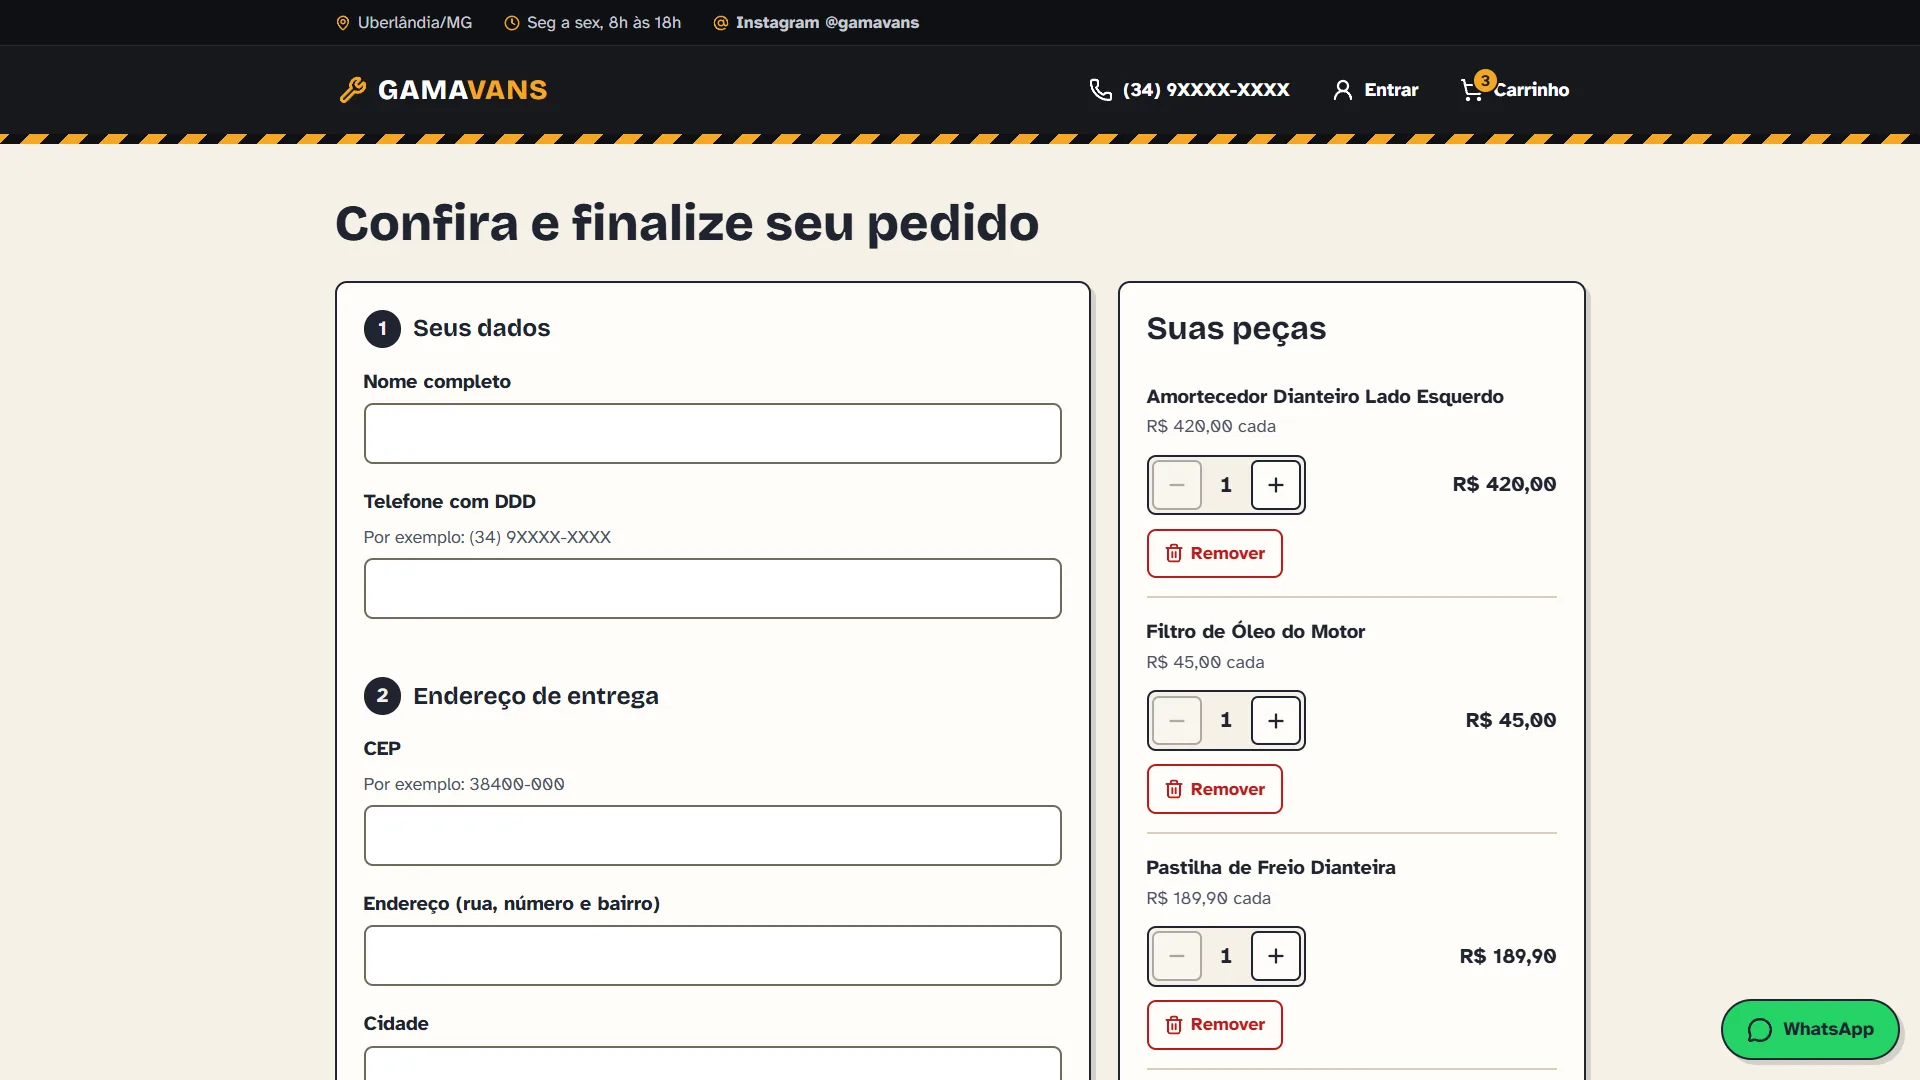 Uberlândia/MG
Seg a sex, 8h às 18h
Instagram @gamavans
GAMAVANS
(34) 9XXXX-XXXX
Entrar
3
Carrinho
Confira e finalize seu pedido
1
Seus dados
Nome completo
Telefone com DDD
Por exemplo: (34) 9XXXX-XXXX
2
Endereço de entrega
CEP
Por exemplo: 38400-000
Endereço (rua, número e bairro)
Cidade
Suas peças
Amortecedor Dianteiro Lado Esquerdo
R$ 420,00 cada
1
R$ 420,00
Remover
Filtro de Óleo do Motor
R$ 45,00 cada
1
R$ 45,00
Remover
Pastilha de Freio Dianteira
R$ 189,90 cada
1
R$ 189,90
Remover
WhatsApp